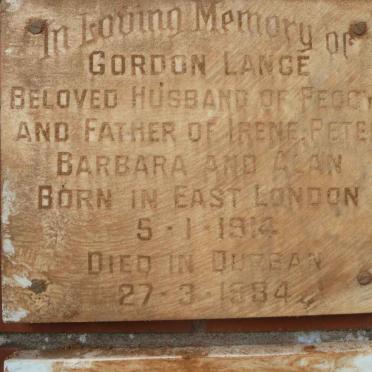 In Loving Memory of
GORDON LANGE
BELOVED HUSBAND OF PEGGY
AND FATHER OF IRENE, PETE
BARBARA AND ALAN
BORN IN EAST LONDON
5-1-1914
DIED IN DURBAN
27-3-1984